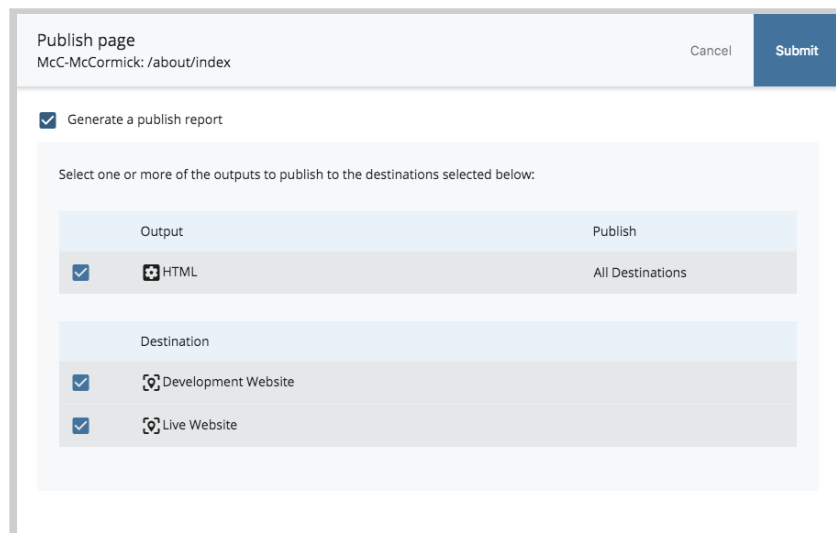 Publish page
McC-McCormick: /about/index
Cancel
Submit
Generate a publish report
Select one or more of the outputs to publish to the destinations selected below:
Output
Publish
HTML
All Destinations
Destination
Development Website
Live Website